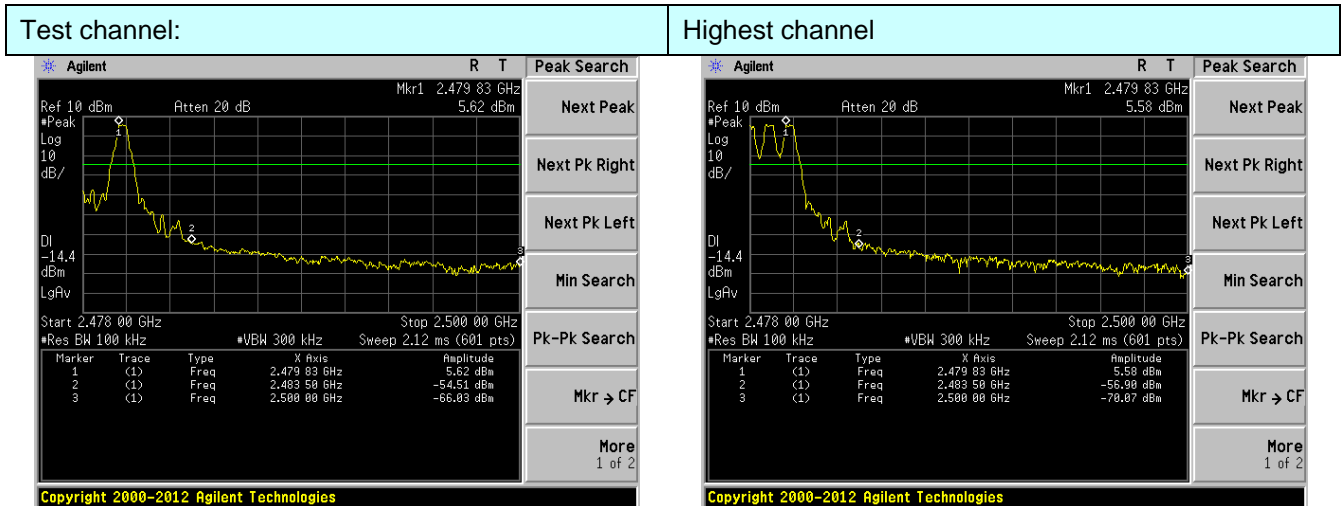 Test channel:
Highest channel
Agilent
R T
Peak Search
Mkr1 2.479 83 GHz
Ref 10 dBm Atten 20 dB 5.62 dBm
#Peak
Log
10
dB/
DI
-14.4
dBm
LgAv
1
2
3
Start 2.478 00 GHz Stop 2.500 00 GHz
#Res BW 100 kHz #VBW 300 kHz Sweep 2.12 ms (601 pts)
Marker Trace Type X Axis Amplitude
1 (1) Freq 2.479 83 GHz 5.62 dBm
2 (1) Freq 2.483 50 GHz -54.51 dBm
3 (1) Freq 2.500 00 GHz -66.03 dBm
Next Peak
Next Pk Right
Next Pk Left
Min Search
Pk-Pk Search
Mkr → CF
More
1 of 2
Copyright 2000-2012 Agilent Technologies
Agilent
R T
Peak Search
Mkr1 2.479 83 GHz
Ref 10 dBm Atten 20 dB 5.58 dBm
#Peak
Log
10
dB/
DI
-14.4
dBm
LgAv
1
2
3
Start 2.478 00 GHz Stop 2.500 00 GHz
#Res BW 100 kHz #VBW 300 kHz Sweep 2.12 ms (601 pts)
Marker Trace Type X Axis Amplitude
1 (1) Freq 2.479 83 GHz 5.58 dBm
2 (1) Freq 2.483 50 GHz -56.90 dBm
3 (1) Freq 2.500 00 GHz -70.07 dBm
Next Peak
Next Pk Right
Next Pk Left
Min Search
Pk-Pk Search
Mkr → CF
More
1 of 2
Copyright 2000-2012 Agilent Technologies